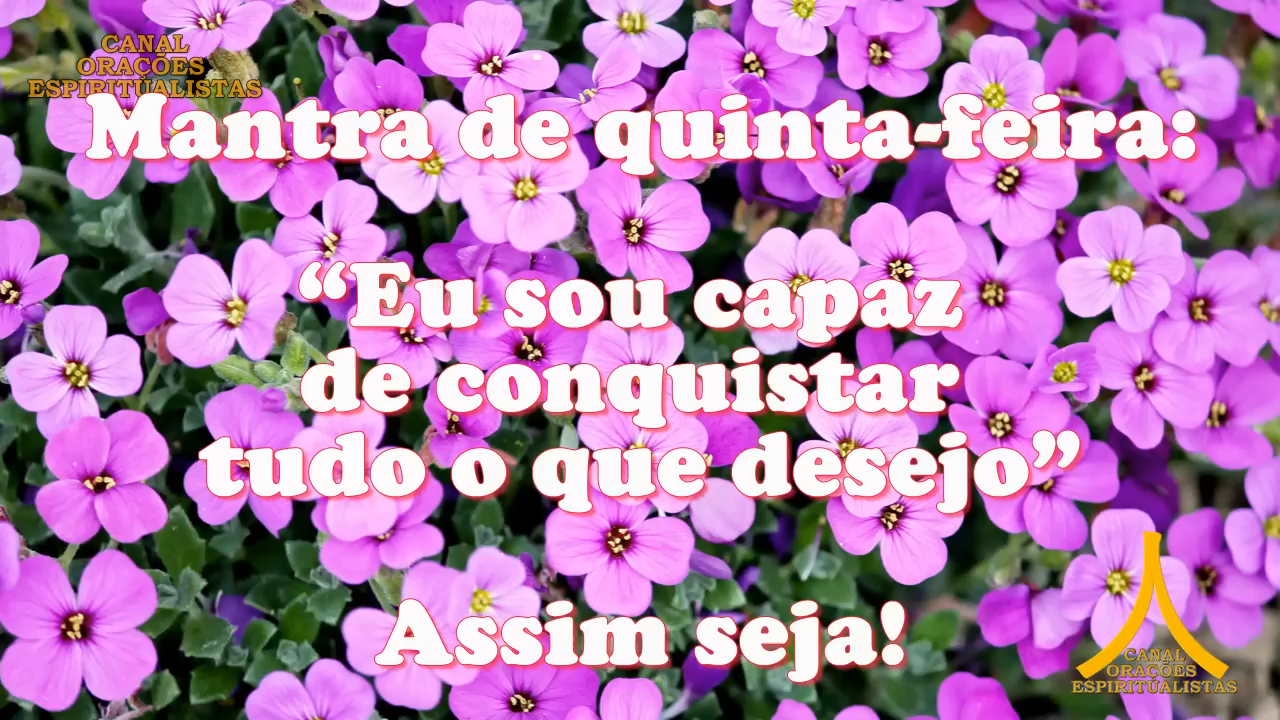 CANAL
ORAÇÕES
ESPIRITUALISTAS
Mantra de quinta-feira:
“Eu sou capaz
de conquistar
tudo o que desejo”
Assim seja!
CANAL
ORAÇÕES
ESPIRITUALISTAS